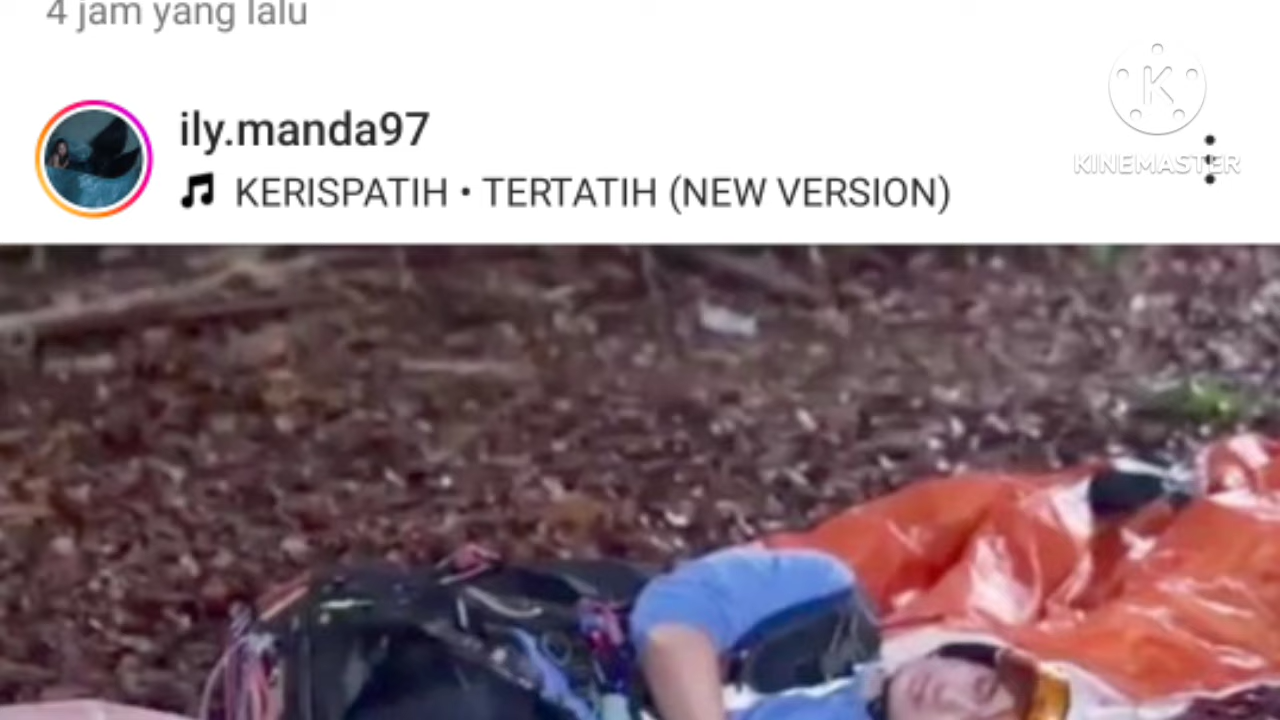 4 jam yang lalu
ily.manda97
KERISPATIH • TERTATIH (NEW VERSION)
K
KINEMASTER